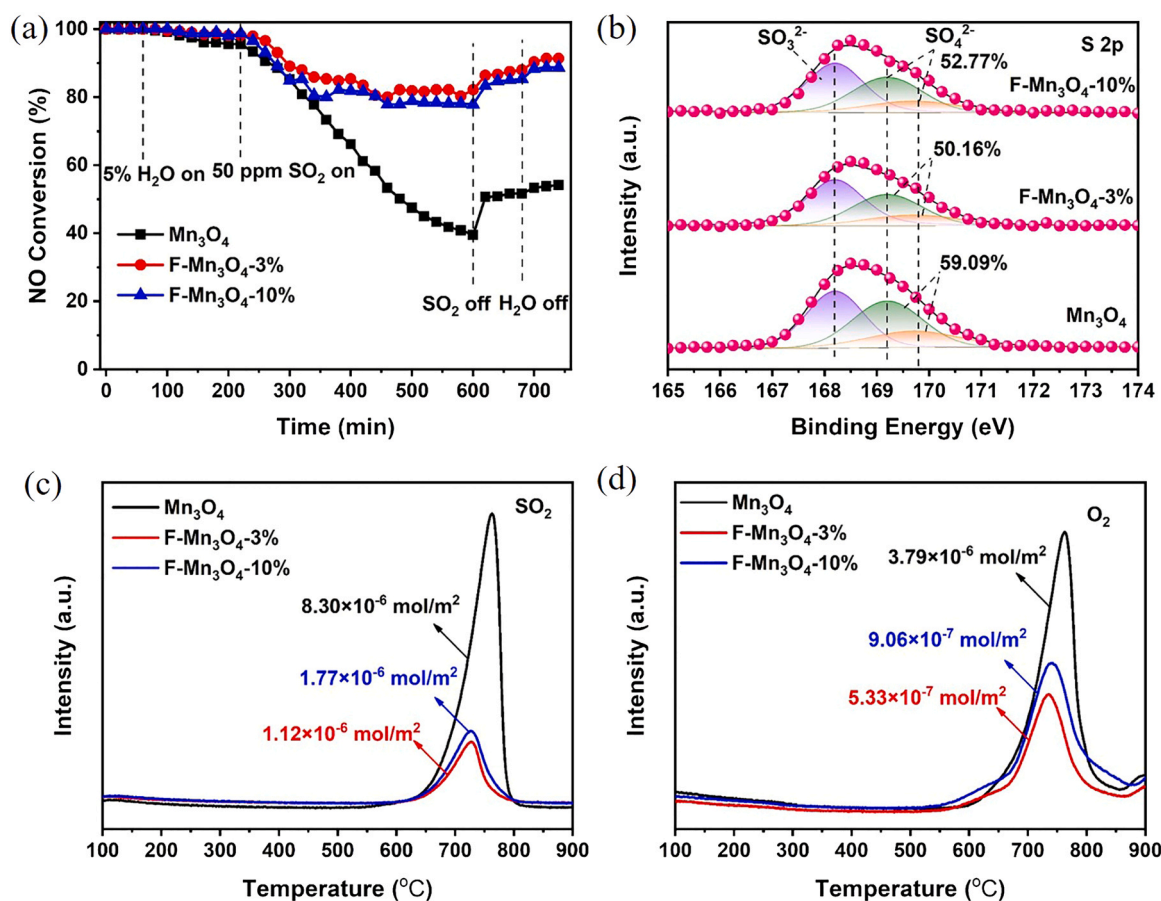 (a)
NO Conversion (%)
100
80
60
40
20
0
5% H₂O on
50 ppm SO₂ on
Mn₃O₄
F-Mn₃O₄-3%
F-Mn₃O₄-10%
SO₂ off
H₂O off
0 100 200 300 400 500 600 700
Time (min)
(b)
Intensity (a.u.)
SO₃²⁻
SO₄²⁻
S 2p
52.77%
F-Mn₃O₄-10%
50.16%
F-Mn₃O₄-3%
59.09%
Mn₃O₄
165 166 167 168 169 170 171 172 173 174
Binding Energy (eV)
(c)
Intensity (a.u.)
Mn₃O₄
F-Mn₃O₄-3%
F-Mn₃O₄-10%
SO₂
8.30×10⁻⁶ mol/m²
1.77×10⁻⁶ mol/m²
1.12×10⁻⁶ mol/m²
100 200 300 400 500 600 700 800 900
Temperature (°C)
(d)
Intensity (a.u.)
Mn₃O₄
F-Mn₃O₄-3%
F-Mn₃O₄-10%
O₂
3.79×10⁻⁶ mol/m²
9.06×10⁻⁷ mol/m²
5.33×10⁻⁷ mol/m²
100 200 300 400 500 600 700 800 900
Temperature (°C)